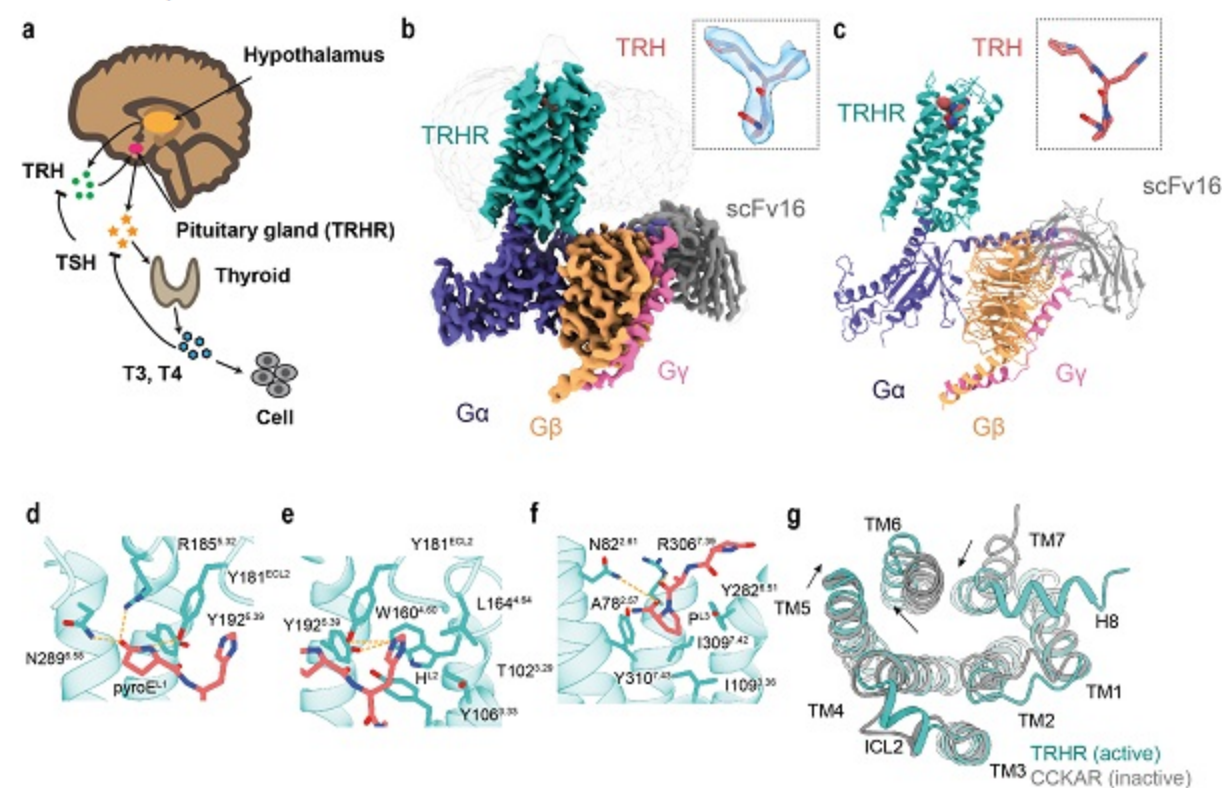 a
Hypothalamus
TRH
Pituitary gland (TRHR)
TSH
Thyroid
T3, T4
Cell
b
TRH
TRHR
scFv16
Gγ
Gα
Gβ
c
TRH
TRHR
scFv16
Gα
Gγ
Gβ
d
R185⁵·³²
Y181ᴱᶜᴸ²
Y192⁵·³⁹
N289⁶·⁵⁸
pyroEᴸ¹
e
Y181ᴱᶜᴸ²
W160⁴·⁶⁰
L164⁴·⁶⁴
Y192⁵·³⁹
Hᴸ²
T102³·²⁹
Y106³·³³
f
N82²·⁶¹
R306⁷·³⁹
A78²·⁵⁷
Y282⁶·⁵¹
Pᴸ³
I309⁷·⁴²
Y310⁷·⁴³
I109³·³⁶
g
TM6
TM7
TM5
H8
TM1
TM4
TM2
ICL2
TM3
TRHR (active)
CCKAR (inactive)